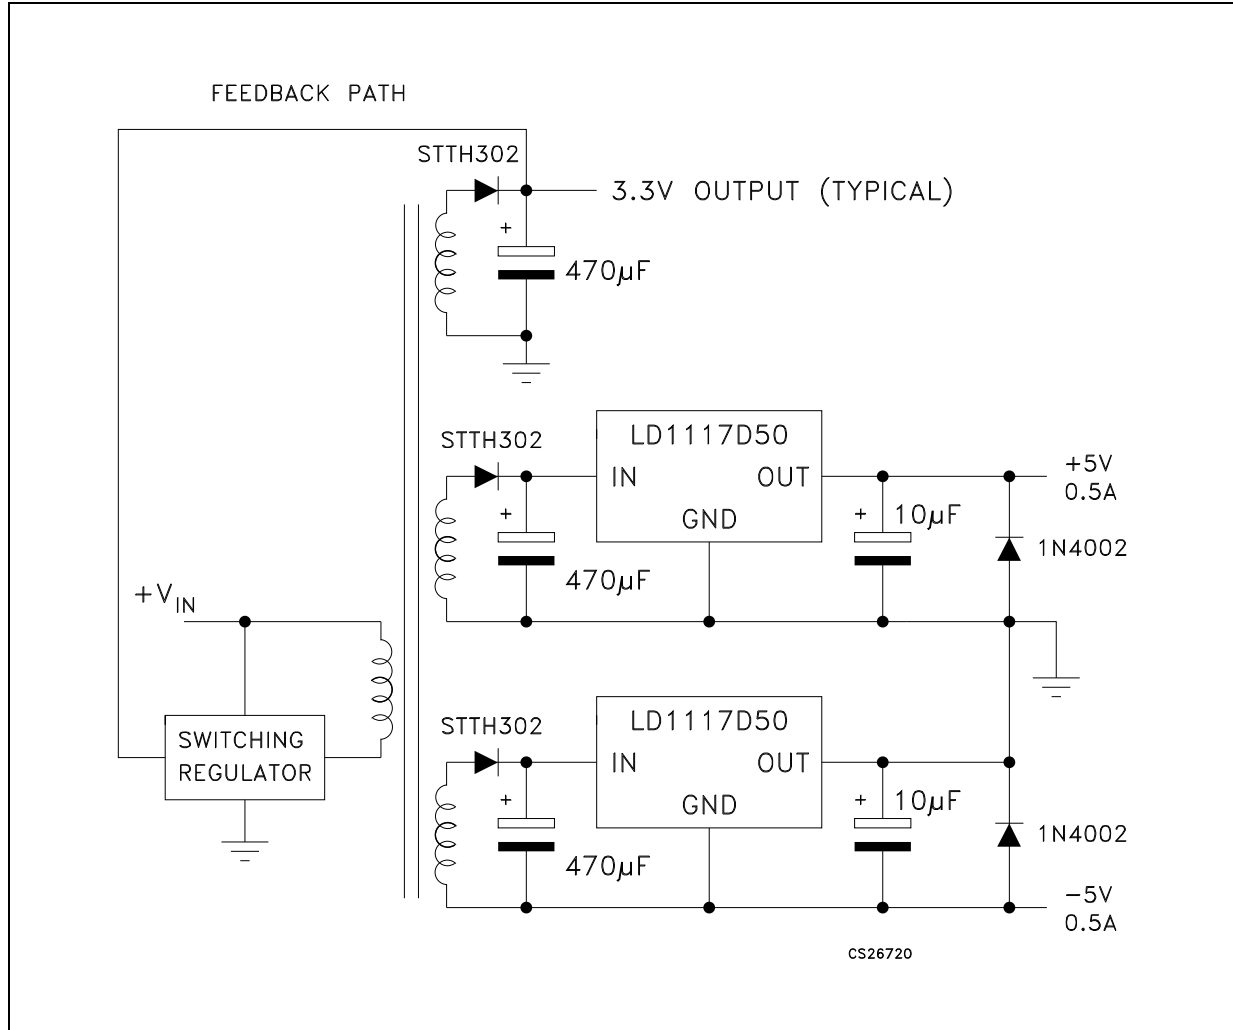 FEEDBACK PATH
STTH302
3.3V OUTPUT (TYPICAL)
+
470µF
STTH302
LD1117D50
IN
OUT
GND
+
470µF
+
10µF
+5V
0.5A
1N4002
+VIN
SWITCHING
REGULATOR
STTH302
LD1117D50
IN
OUT
GND
+
470µF
+
10µF
1N4002
−5V
0.5A
CS26720